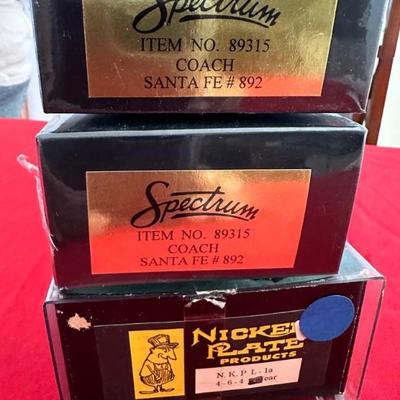 Spectrum
ITEM NO. 89315
COACH
SANTA FE # 892
Spectrum
ITEM NO. 89315
COACH
SANTA FE # 892
NICKEL
PLATE
PRODUCTS
N.K.P L-1a
4-6-4 car